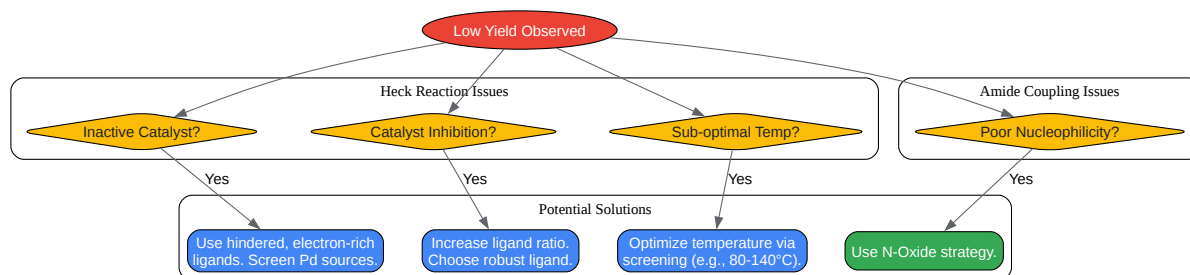 Low Yield Observed
Heck Reaction Issues
Amide Coupling Issues
Inactive Catalyst?
Catalyst Inhibition?
Sub-optimal Temp?
Poor Nucleophilicity?
Yes
Yes
Yes
Yes
Potential Solutions
Use hindered, electron-rich
ligands. Screen Pd sources.
Increase ligand ratio.
Choose robust ligand.
Optimize temperature via
screening (e.g., 80-140°C).
Use N-Oxide strategy.